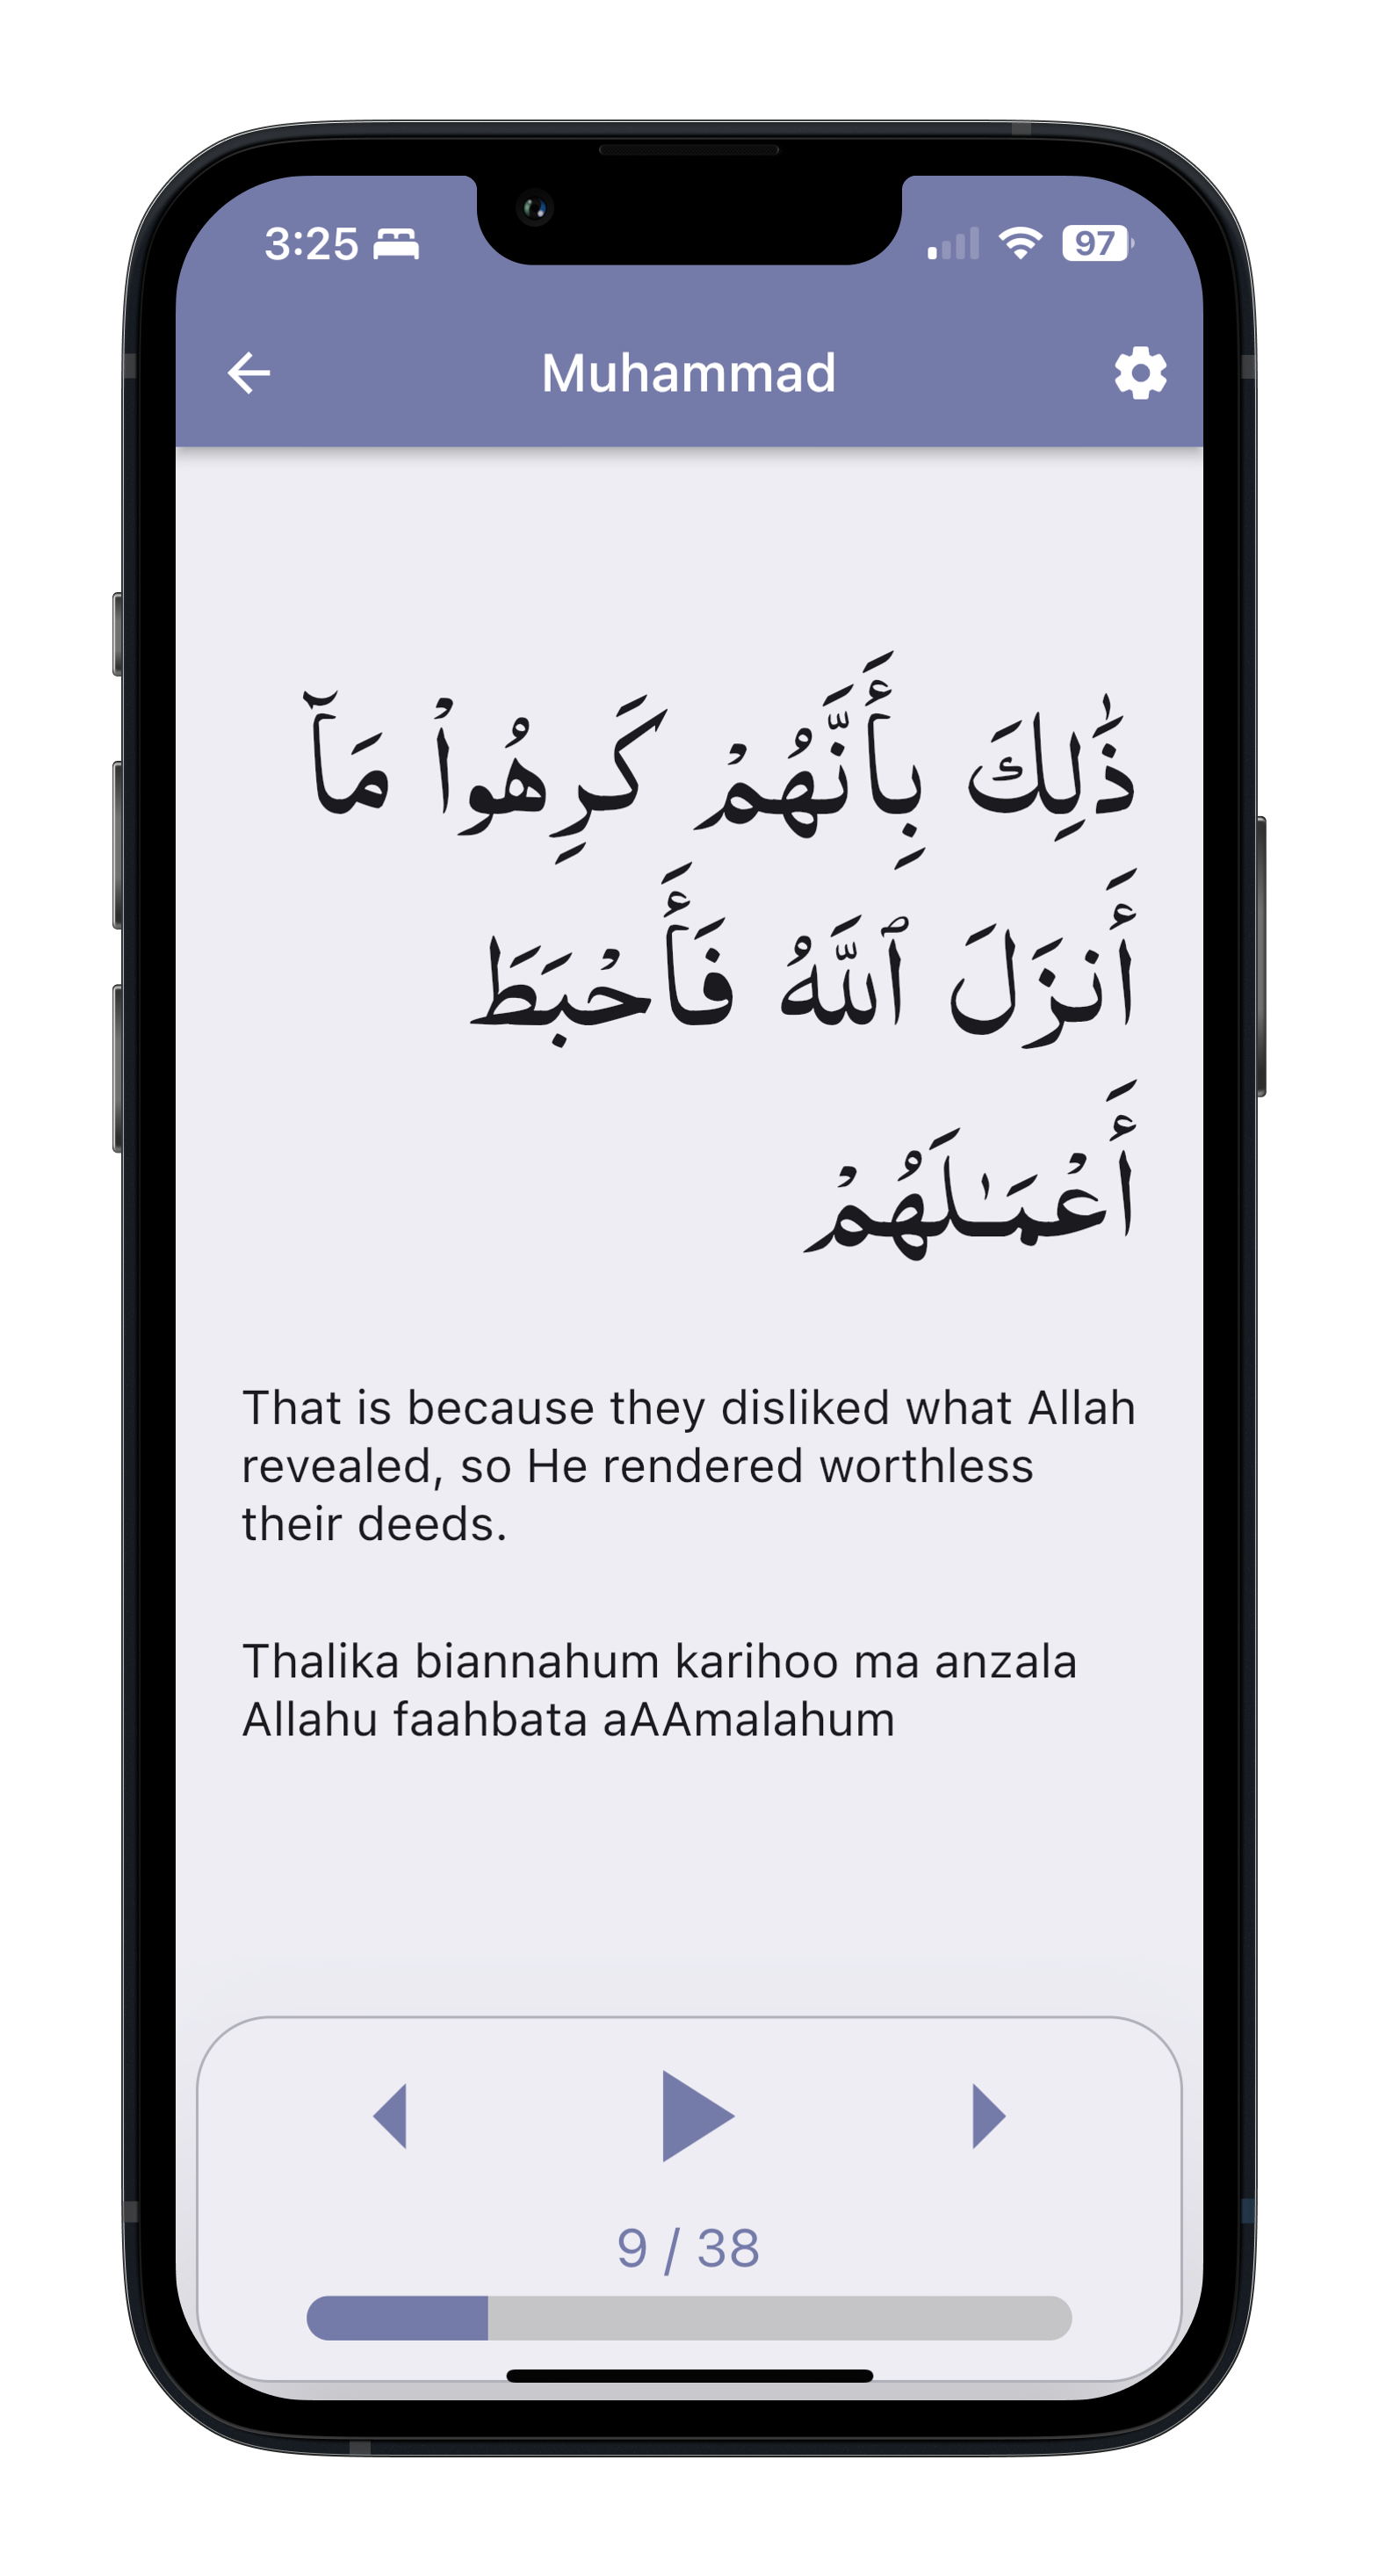 3:25
97
Muhammad
ذَٰلِكَ بِأَنَّهُمْ كَرِهُوا۟ مَآ
أَنزَلَ ٱللَّهُ فَأَحْبَطَ
أَعْمَـٰلَهُمْ
That is because they disliked what Allah
revealed, so He rendered worthless
their deeds.
Thalika biannahum karihoo ma anzala
Allahu faahbata aAAmalahum
9 / 38